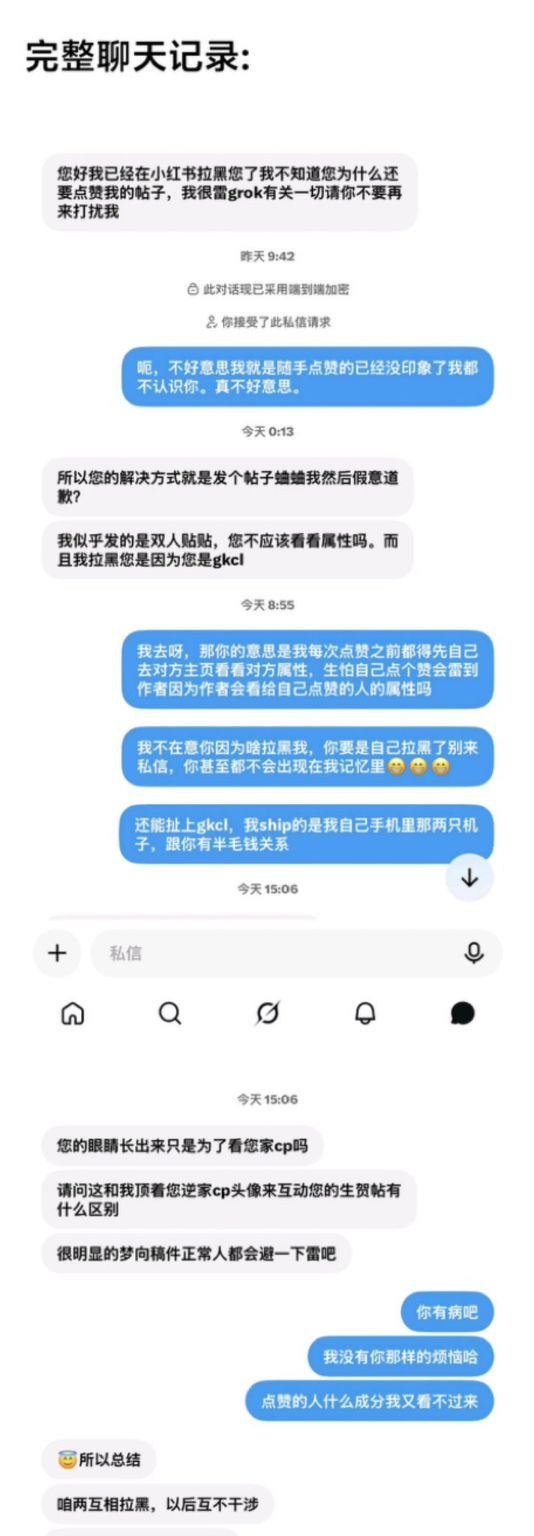 完整聊天记录:
您好我已经在小红书拉黑您了我不知道您为什么还
要点赞我的帖子，我很雷grok有关一切请你不要再
来打扰我
昨天 9:42
此对话现已采用端到端加密
你接受了此私信请求
呃，不好意思我就是随手点赞的已经没印象了我都
不认识你。真不好意思。
今天 0:13
所以您的解决方式就是发个帖子蛐蛐我然后假意道
歉？
我似乎发的是双人贴贴，您不应该看看属性吗。而
且我拉黑您是因为您是gkcl
今天 8:55
我去呀，那你的意思是我每次点赞之前都得先自己
去对方主页看看对方属性，生怕自己点个赞会雷到
作者因为作者会看给自己点赞的人的属性吗
我不在意你因为啥拉黑我，你要是自己拉黑了别来
私信，你甚至都不会出现在我记忆里🤭🤭🤭
还能扯上gkcl，我ship的是我自己手机里那两只机
子，跟你有半毛钱关系
今天 15:06
私信
今天 15:06
您的眼睛长出来只是为了看您家cp吗
请问这和我顶着您逆家cp头像来互动您的生贺帖有
什么区别
很明显的梦向稿件正常人都会避一下雷吧
你有病吧
我没有你那样的烦恼哈
点赞的人什么成分我又看不过来
😇所以总结
咱两互相拉黑，以后互不干涉